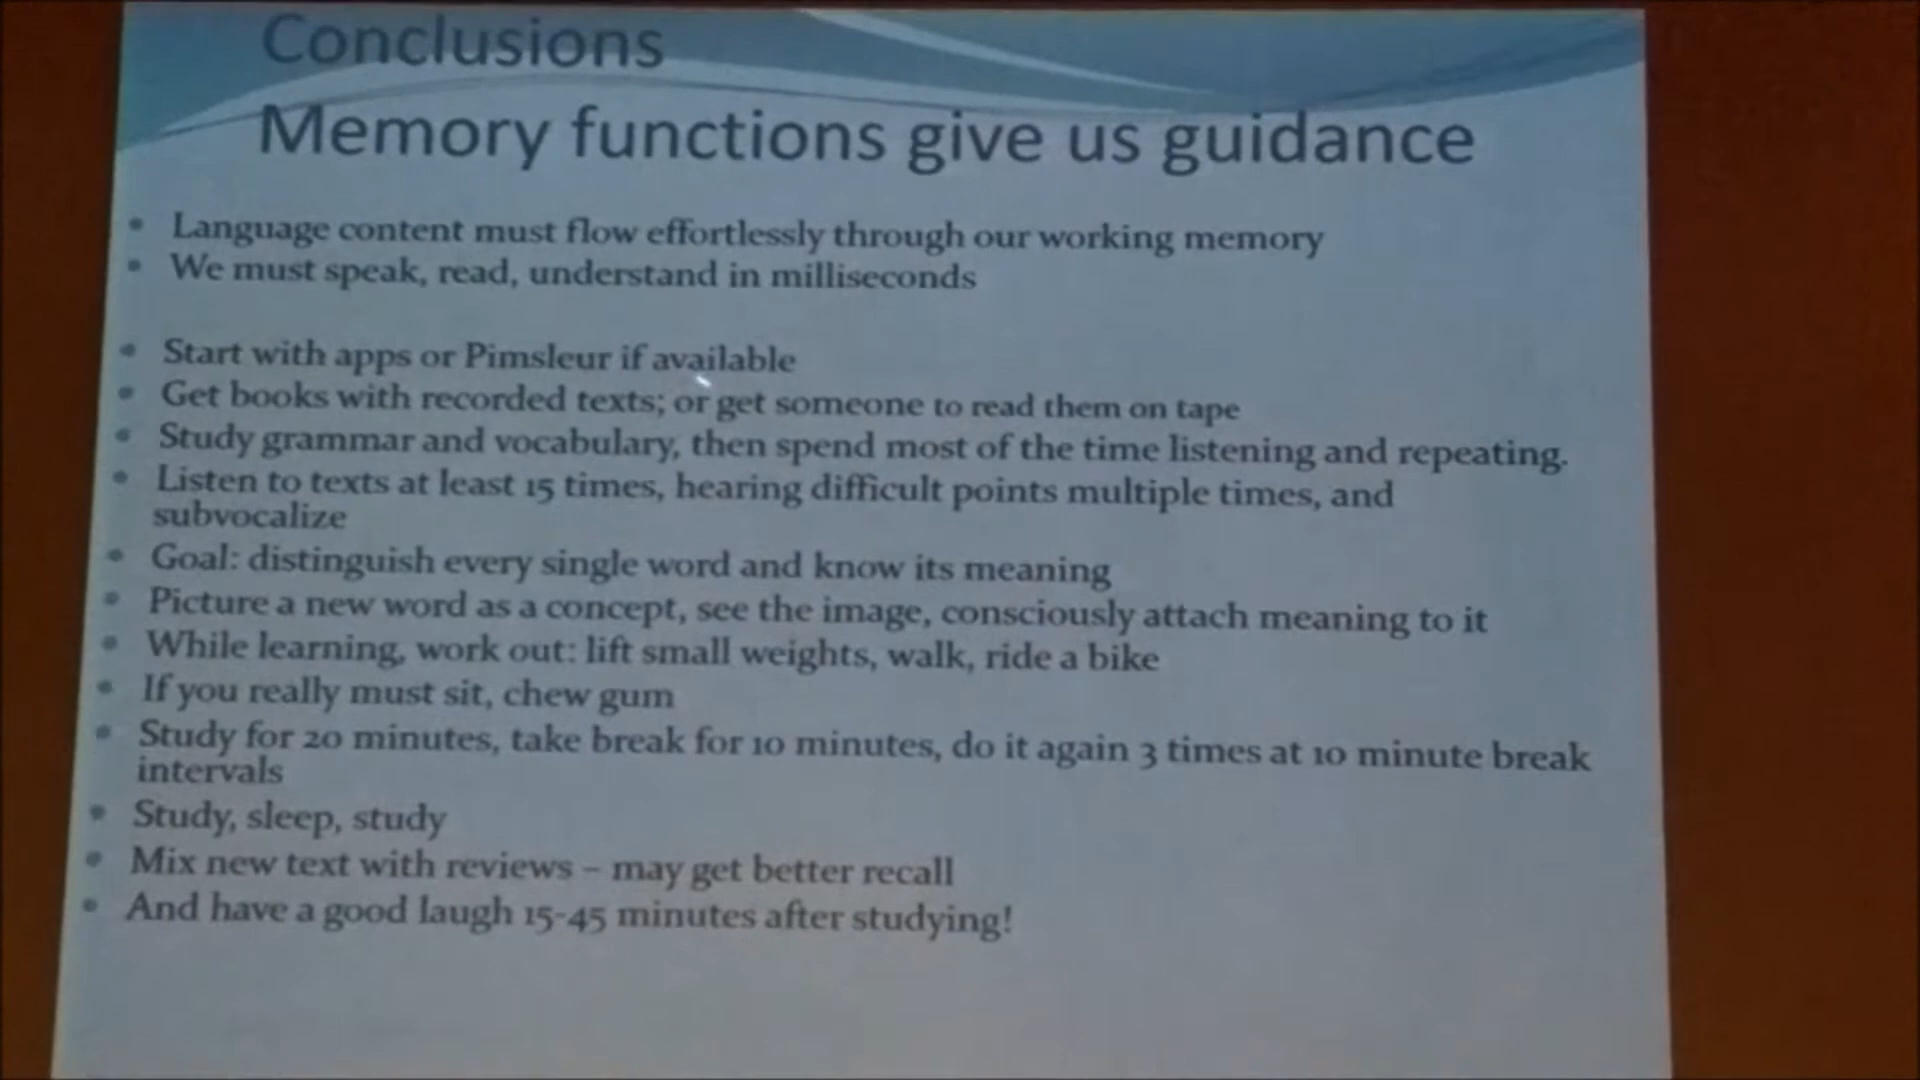 Conclusions
Memory functions give us guidance
• Language content must flow effortlessly through our working memory
• We must speak, read, understand in milliseconds
• Start with apps or Pimsleur if available
• Get books with recorded texts; or get someone to read them on tape
• Study grammar and vocabulary, then spend most of the time listening and repeating.
• Listen to texts at least 15 times, hearing difficult points multiple times, and
subvocalize
• Goal: distinguish every single word and know its meaning
• Picture a new word as a concept, see the image, consciously attach meaning to it
• While learning, work out: lift small weights, walk, ride a bike
• If you really must sit, chew gum
• Study for 20 minutes, take break for 10 minutes, do it again 3 times at 10 minute break
intervals
• Study, sleep, study
• Mix new text with reviews – may get better recall
• And have a good laugh 15-45 minutes after studying!